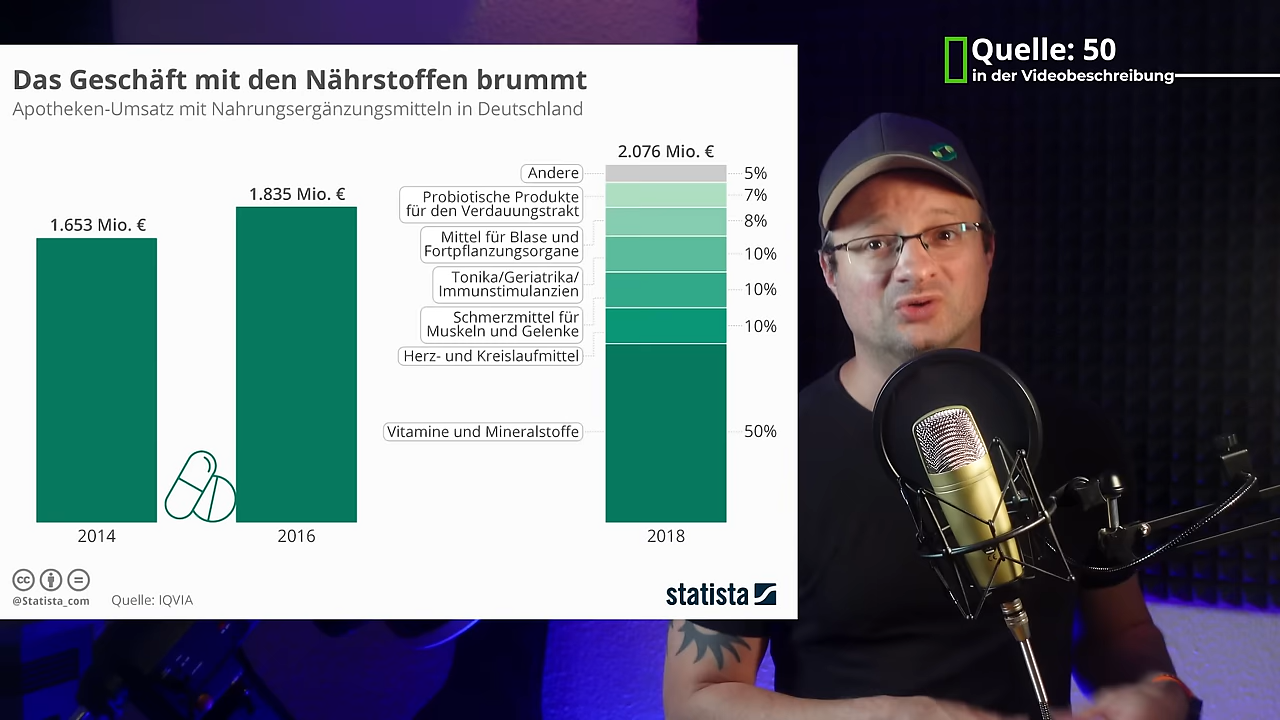 Quelle: 50
in der Videobeschreibung
Das Geschäft mit den Nährstoffen brummt
Apotheken-Umsatz mit Nahrungsergänzungsmitteln in Deutschland
1.653 Mio. €
1.835 Mio. €
2.076 Mio. €
Andere
5%
Probiotische Produkte
für den Verdauungstrakt
7%
Mittel für Blase und
Fortpflanzungsorgane
8%
Tonika/Geriatrika/
Immunstimulanzien
10%
Schmerzmittel für
Muskeln und Gelenke
10%
Herz- und Kreislaufmittel
10%
Vitamine und Mineralstoffe
50%
2014
2016
2018
cc
@Statista_com
Quelle: IQVIA
statista